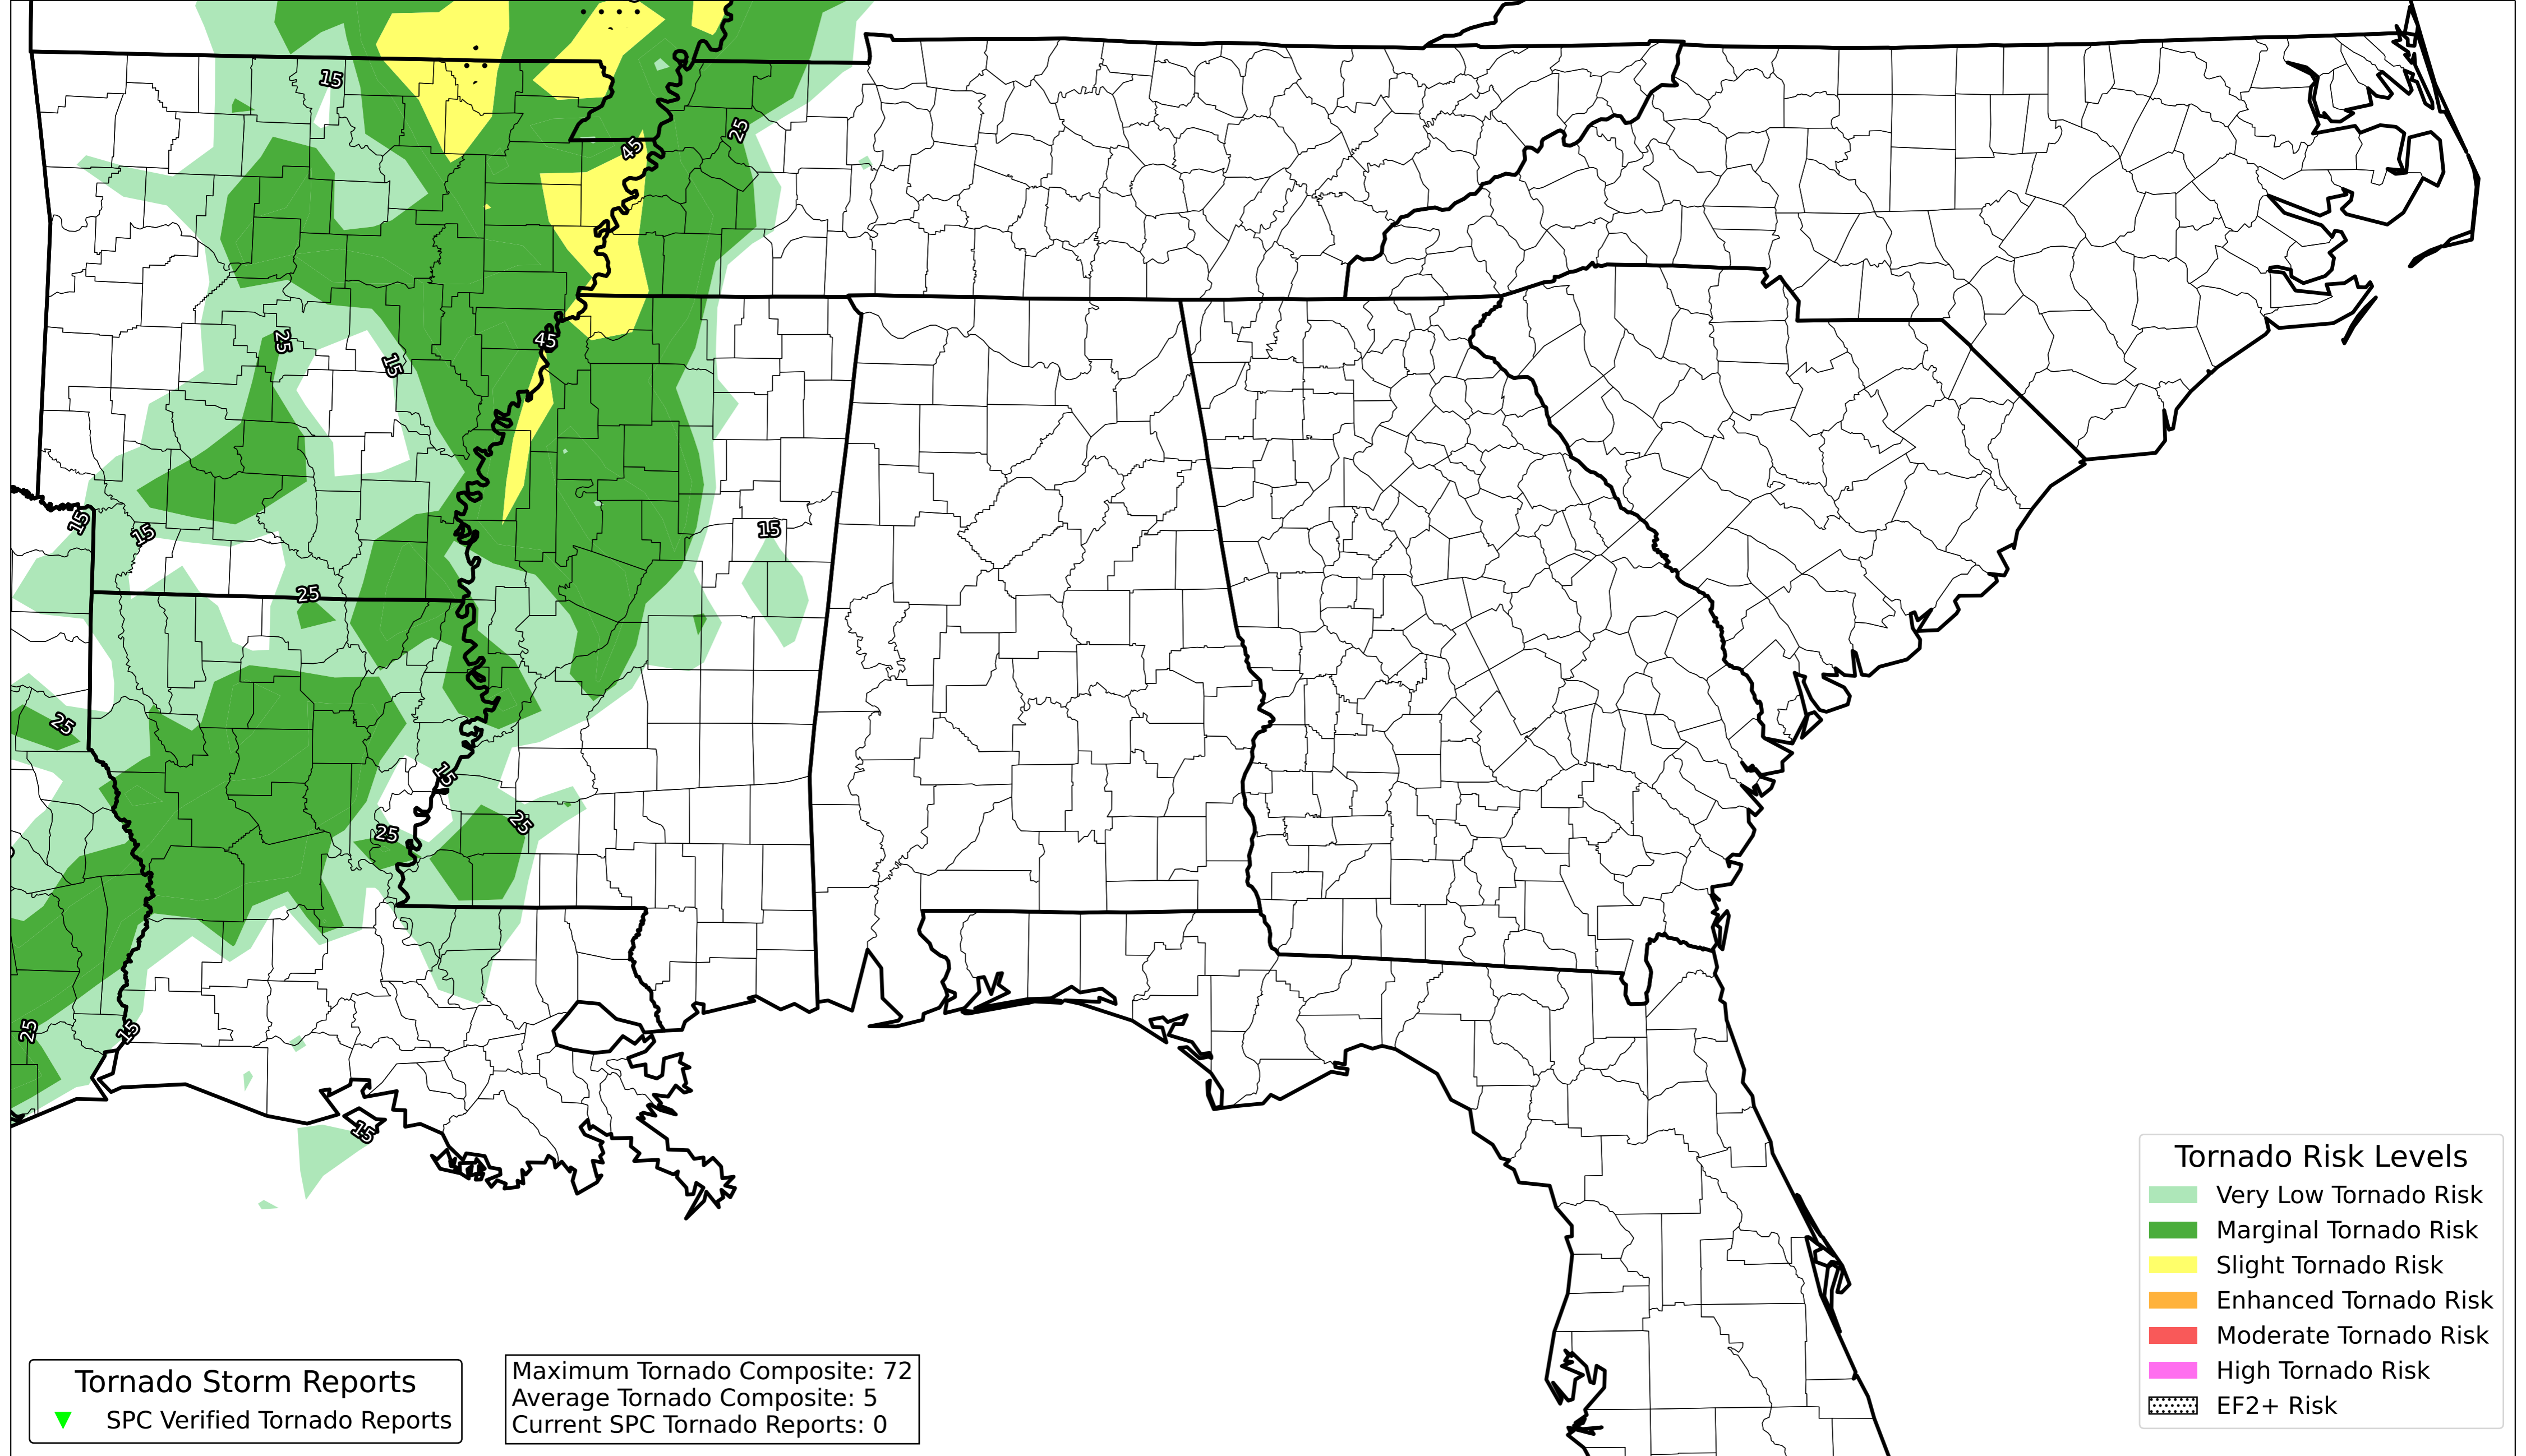 15
25
45
25
45
15
15
15
15
25
25
15
25
25
25
15
15
Tornado Risk Levels
Very Low Tornado Risk
Marginal Tornado Risk
Slight Tornado Risk
Enhanced Tornado Risk
Moderate Tornado Risk
High Tornado Risk
EF2+ Risk
Tornado Storm Reports
SPC Verified Tornado Reports
Maximum Tornado Composite: 72
Average Tornado Composite: 5
Current SPC Tornado Reports: 0